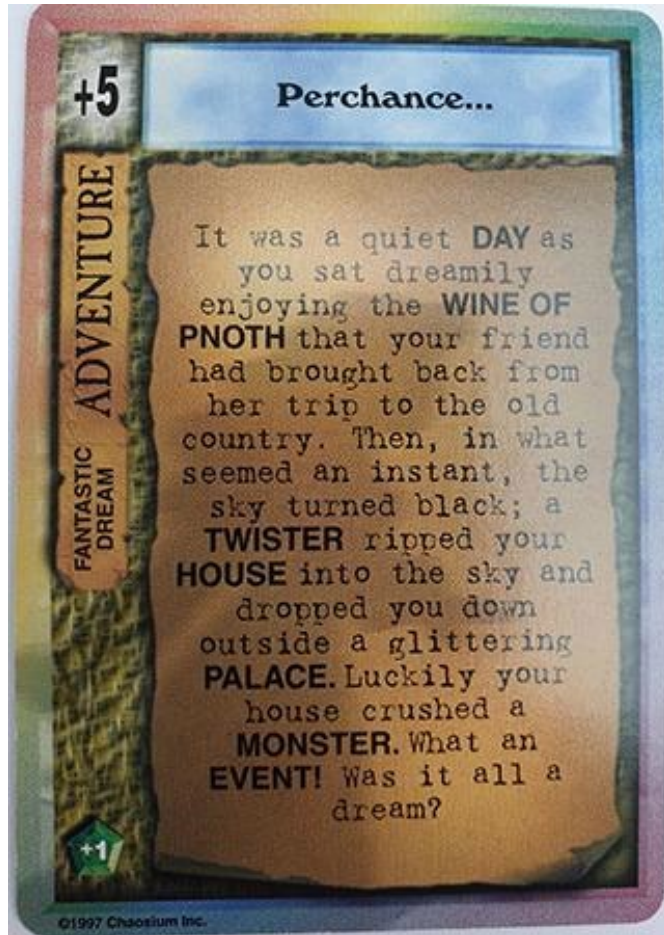 +5
Perchance...
ADVENTURE
FANTASTIC
DREAM
It was a quiet DAY as
you sat dreamily
enjoying the WINE OF
PNOTH that your friend
had brought back from
her trip to the old
country. Then, in what
seemed an instant, the
sky turned black; a
TWISTER ripped your
HOUSE into the sky and
dropped you down
outside a glittering
PALACE. Luckily your
house crushed a
MONSTER. What an
EVENT! Was it all a
dream?
+1
©1997 Chaosium Inc.